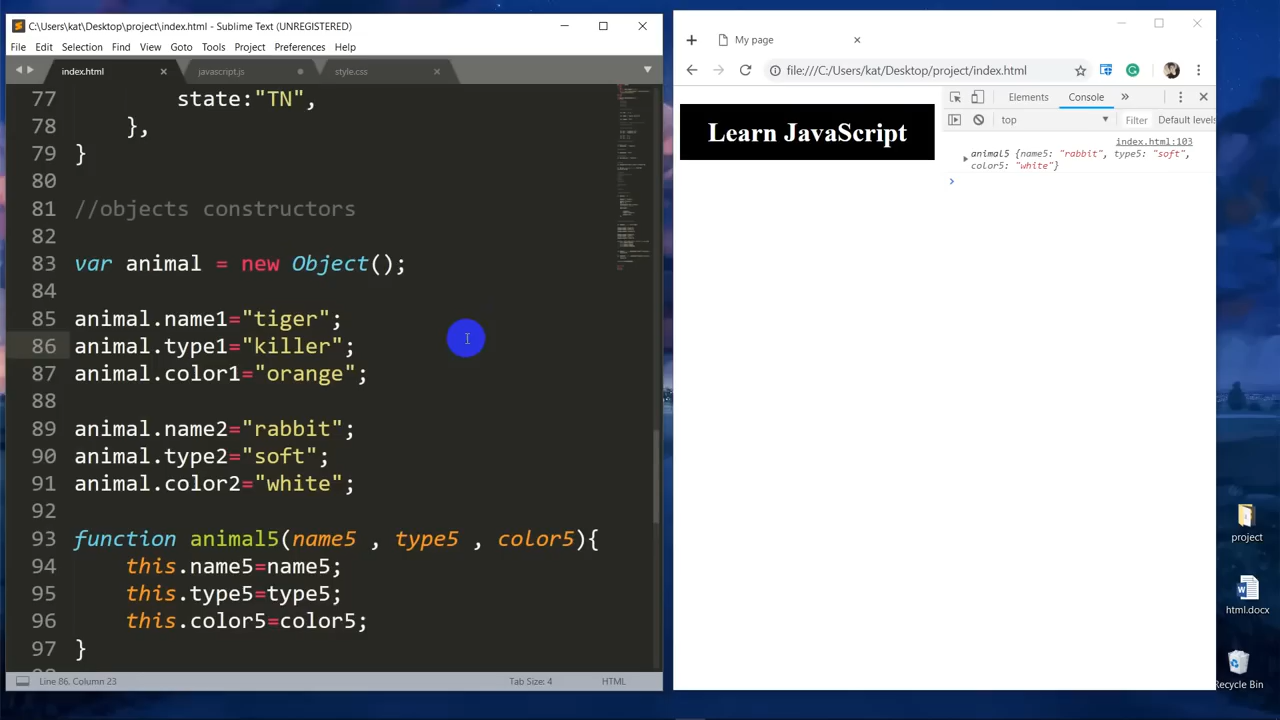 C:\Users\kat\Desktop\project\index.html - Sublime Text (UNREGISTERED)
File Edit Selection Find View Goto Tools Project Preferences Help
index.html
javascript.js
style.css
77 state:"TN",
78 },
79 }
80
81 //objects constructors
82
83 var animal = new Object();
84
85 animal.name1="tiger";
86 animal.type1="killer";
87 animal.color1="orange";
88
89 animal.name2="rabbit";
90 animal.type2="soft";
91 animal.color2="white";
92
93 function animal5(name5 , type5 , color5){
94 this.name5=name5;
95 this.type5=type5;
96 this.color5=color5;
97 }
Line 86, Column 23
Tab Size: 4
HTML
My page
file:///C:/Users/kat/Desktop/project/index.html
Learn JavaScript
Elements Console »
top Filter Default levels
index.html:103
animal5 {name5: "rabbit", type5: "soft",
color5: "white"}
project
html.docx
Recycle Bin